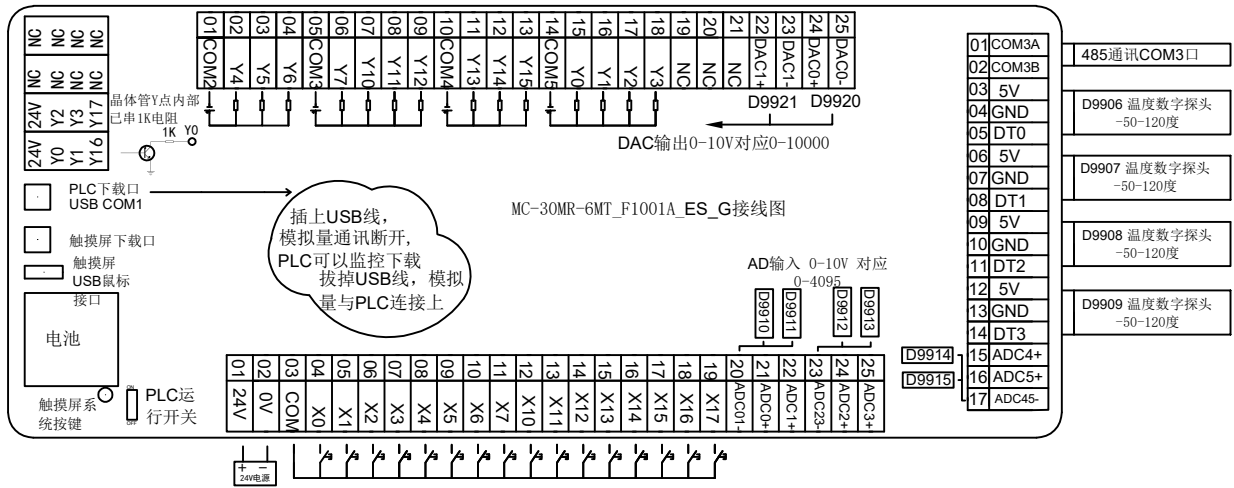 NC NC NC NC
NC NC NC NC
24V Y2 Y3 Y17
24V Y0 Y1 Y16
晶体管Y点内部
已串1K电阻
1K Y0
PLC下载口
USB COM1
触摸屏下载口
触摸屏
USB鼠标
接口
电池
触摸屏系
统按键
ON
OFF
PLC运
行开关
01 COM2
02 Y4
03 Y5
04 Y6
05 COM3
06 Y7
07 Y10
08 Y11
09 Y12
10 COM4
11 Y13
12 Y14
13 Y15
14 COM5
15 Y0
16 Y1
17 Y2
18 Y3
19 NC
20 NC
21 NC
22 DAC1+
23 DAC1-
24 DAC0+
25 DAC0-
D9921 D9920
DAC输出0-10V对应0-10000
插上USB线，
模拟量通讯断开，
PLC可以监控下载
拔掉USB线，模拟
量与PLC连接上
MC-30MR-6MT_F1001A_ES_G接线图
AD输入 0-10V 对应
0-4095
D9910
D9911
D9912
D9913
01 24V
02 0V
03 COM
04 X0
05 X1
06 X2
07 X3
08 X4
09 X5
10 X6
11 X7
12 X10
13 X11
14 X12
15 X13
16 X14
17 X15
18 X16
19 X17
20 ADC01-
21 ADC0+
22 ADC1+
23 ADC23-
24 ADC2+
25 ADC3+
+ −
24V电源
01 COM3A
02 COM3B
03 5V
04 GND
05 DT0
06 5V
07 GND
08 DT1
09 5V
10 GND
11 DT2
12 5V
13 GND
14 DT3
15 ADC4+
16 ADC5+
17 ADC45-
D9914
D9915
485通讯COM3口
D9906 温度数字探头
-50-120度
D9907 温度数字探头
-50-120度
D9908 温度数字探头
-50-120度
D9909 温度数字探头
-50-120度